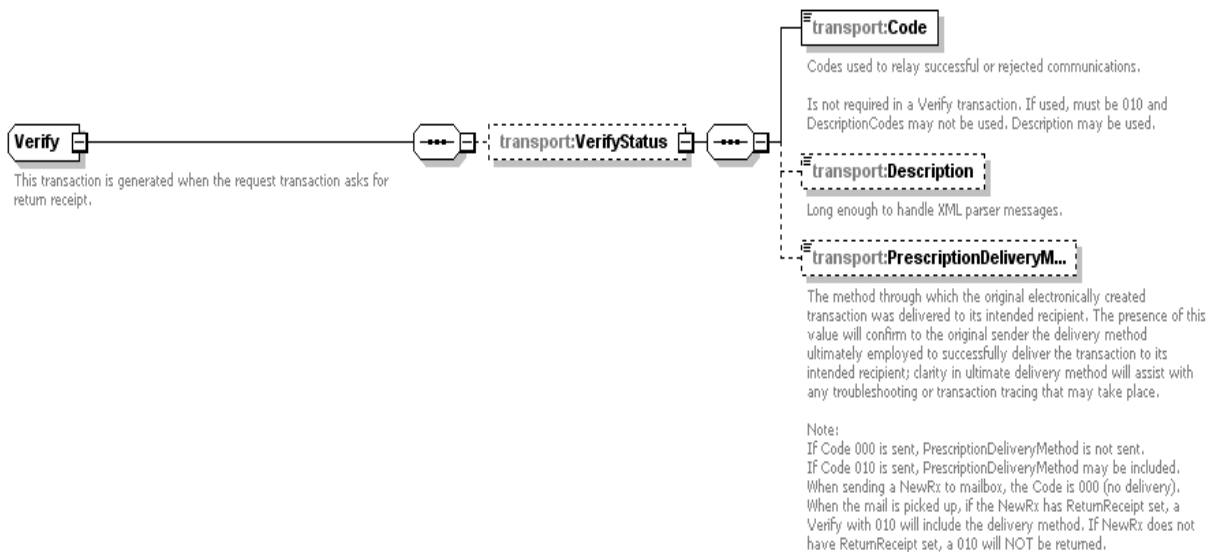 transport:Code
Codes used to relay successful or rejected communications.
Is not required in a Verify transaction. If used, must be 010 and
DescriptionCodes may not be used. Description may be used.
Verify
This transaction is generated when the request transaction asks for
return receipt.
transport:VerifyStatus
transport:Description
Long enough to handle XML parser messages.
transport:PrescriptionDeliveryM...
The method through which the original electronically created
transaction was delivered to its intended recipient. The presence of this
value will confirm to the original sender the delivery method
ultimately employed to successfully deliver the transaction to its
intended recipient; clarity in ultimate delivery method will assist with
any troubleshooting or transaction tracing that may take place.
Note:
If Code 000 is sent, PrescriptionDeliveryMethod is not sent.
If Code 010 is sent, PrescriptionDeliveryMethod may be included.
When sending a NewRx to mailbox, the Code is 000 (no delivery).
When the mail is picked up, if the NewRx has ReturnReceipt set, a
Verify with 010 will include the delivery method. If NewRx does not
have ReturnReceipt set, a 010 will NOT be returned.